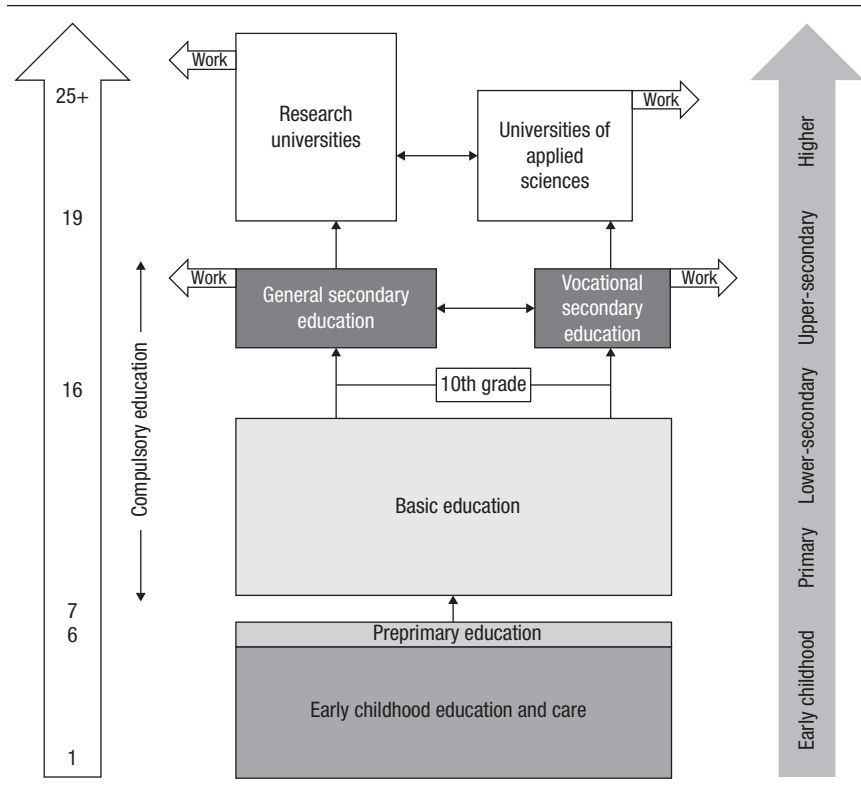 25+
19
16
7
6
1
Compulsory education
Work
Research
universities
Universities of
applied
sciences
Work
Work
General secondary
education
Vocational
secondary
education
Work
10th grade
Basic education
Preprimary education
Early childhood education and care
Higher
Upper-secondary
Lower-secondary
Primary
Early childhood